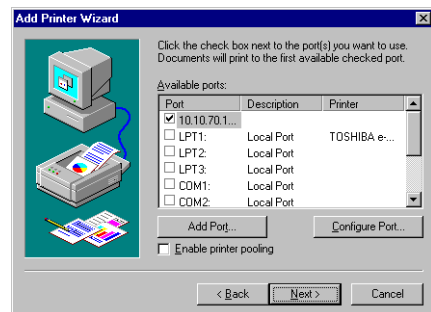 Add Printer Wizard
Click the check box next to the port(s) you want to use.
Documents will print to the first available checked port.
Available ports:
Port Description Printer
10.10.70.1...
LPT1: Local Port TOSHIBA e-...
LPT2: Local Port
LPT3: Local Port
COM1: Local Port
COM2: Local Port
Add Port... Configure Port...
Enable printer pooling
< Back Next > Cancel